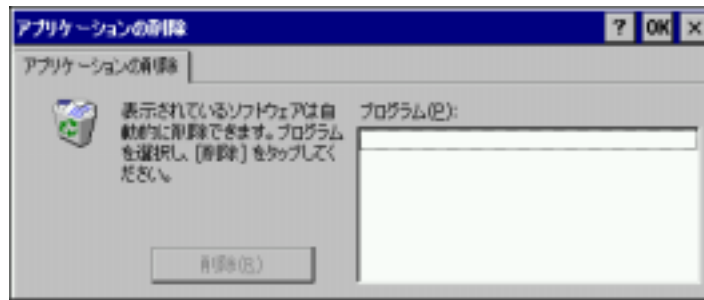 アプリケーションの削除 ? OK ×
アプリケーションの削除
表示されているソフトウェアは自
動的に削除できます。プログラム
を選択し、[削除]をタップしてく
ださい。
プログラム(P):
削除(R)